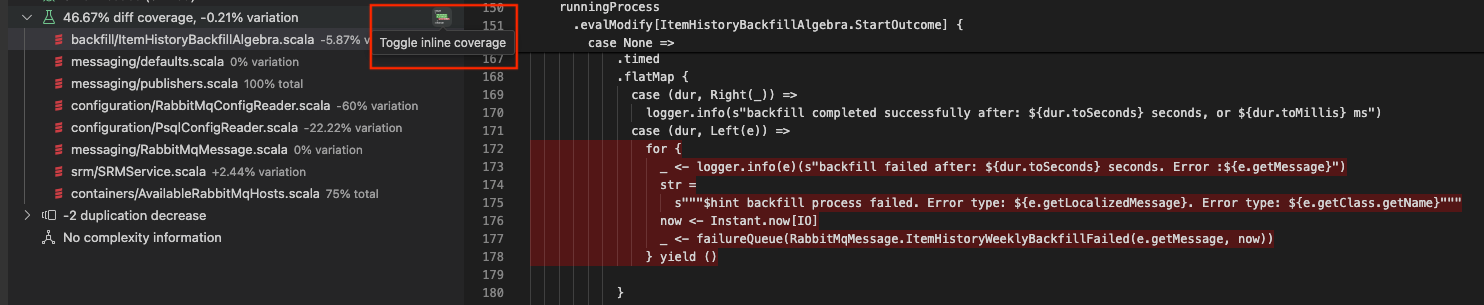 46.67% diff coverage, -0.21% variation
backfill/ItemHistoryBackfillAlgebra.scala -5.87% v
Toggle inline coverage
messaging/defaults.scala 0% variation
messaging/publishers.scala 100% total
configuration/RabbitMqConfigReader.scala -60% variation
configuration/PsqlConfigReader.scala -22.22% variation
messaging/RabbitMqMessage.scala 0% variation
srm/SRMService.scala +2.44% variation
containers/AvailableRabbitMqHosts.scala 75% total
-2 duplication decrease
No complexity information
150 runningProcess
151 .evalModify[ItemHistoryBackfillAlgebra.StartOutcome] {
case None =>
167 .timed
168 .flatMap {
169 case (dur, Right(_)) =>
170 logger.info(s"backfill completed successfully after: ${dur.toSeconds} seconds, or ${dur.toMillis} ms")
171 case (dur, Left(e)) =>
172 for {
173 _ <- logger.info(e)(s"backfill failed after: ${dur.toSeconds} seconds. Error :${e.getMessage}")
174 str =
175 s"""$hint backfill process failed. Error type: ${e.getLocalizedMessage}. Error type: ${e.getClass.getName}"""
176 now <- Instant.now[IO]
177 _ <- failureQueue(RabbitMqMessage.ItemHistoryWeeklyBackfillFailed(e.getMessage, now))
178 } yield ()
179
180 }